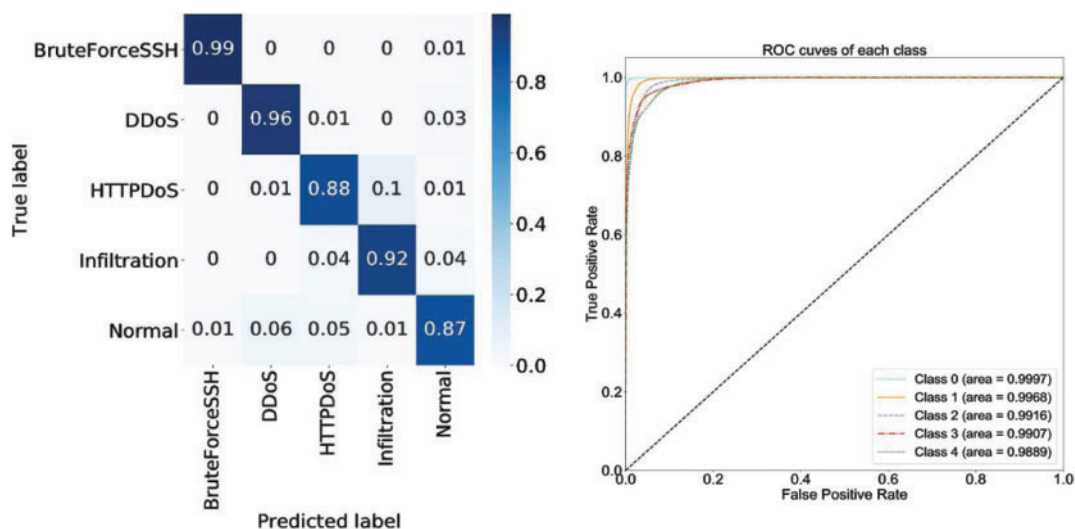 True label
BruteForceSSH 0.99 0 0 0 0.01
DDoS 0 0.96 0.01 0 0.03
HTTPDoS 0 0.01 0.88 0.1 0.01
Infiltration 0 0 0.04 0.92 0.04
Normal 0.01 0.06 0.05 0.01 0.87
BruteForceSSH
DDoS
HTTPDoS
Infiltration
Normal
Predicted label
0.8
0.6
0.4
0.2
0.0
ROC cuves of each class
True Positive Rate
1.0
0.8
0.6
0.4
0.2
0.0
Class 0 (area = 0.9997)
Class 1 (area = 0.9968)
Class 2 (area = 0.9916)
Class 3 (area = 0.9907)
Class 4 (area = 0.9889)
0.0 0.2 0.4 0.6 0.8 1.0
False Positive Rate